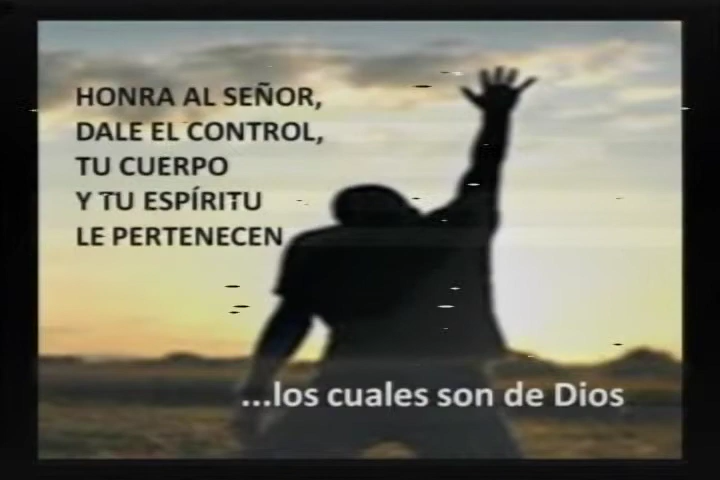 HONRA AL SEÑOR,
DALE EL CONTROL,
TU CUERPO
Y TU ESPÍRITU
LE PERTENECEN
...los cuales son de Dios